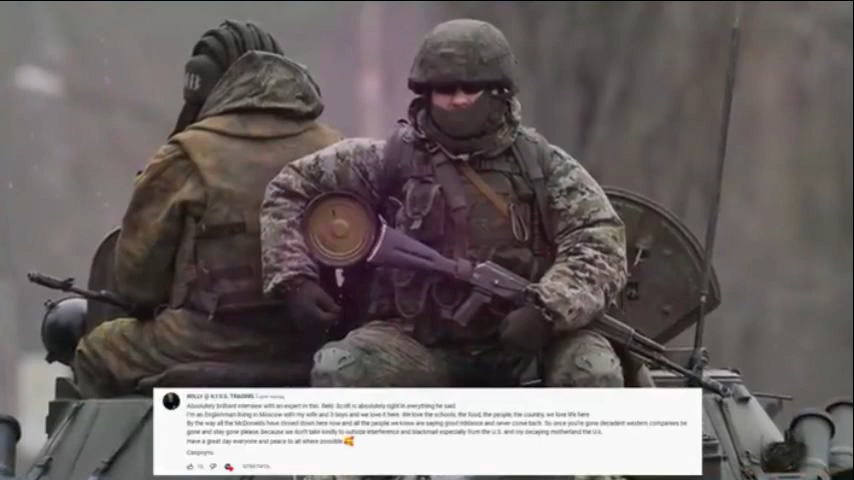 ROLLY @ N.Y.S.E. TRADING
Absolutely brilliant interview with an expert in this field. Scott is absolutely right in everything he said
I'm an Englishman living in Moscow with my wife and 3 boys and we love it here. We love the schools, the food, the people, the country, we love life here
By the way all the McDonalds have closed down here now and all the people we know are saying good riddance and never come back. So once you're gone decadent western companies be
gone and stay gone please, because we don't take kindly to outside interference and blackmail especially from the U.S. and my decaying motherland the U.k.
Have a great day everyone and peace to all where possible
Свернуть
ОТВЕТИТЬ